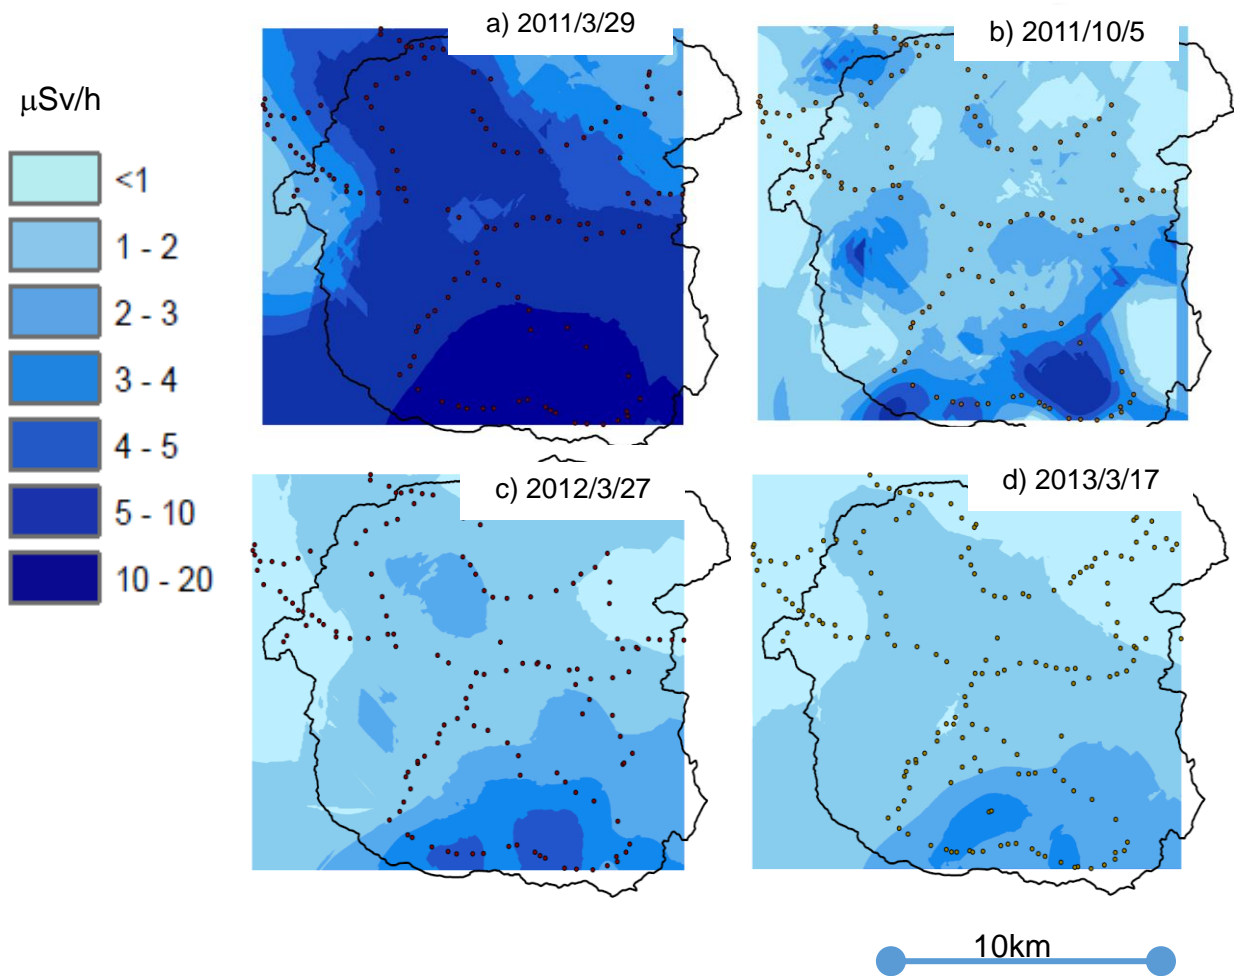 a) 2011/3/29
b) 2011/10/5
μSv/h
<1
1 - 2
2 - 3
3 - 4
4 - 5
5 - 10
10 - 20
c) 2012/3/27
d) 2013/3/17
10km